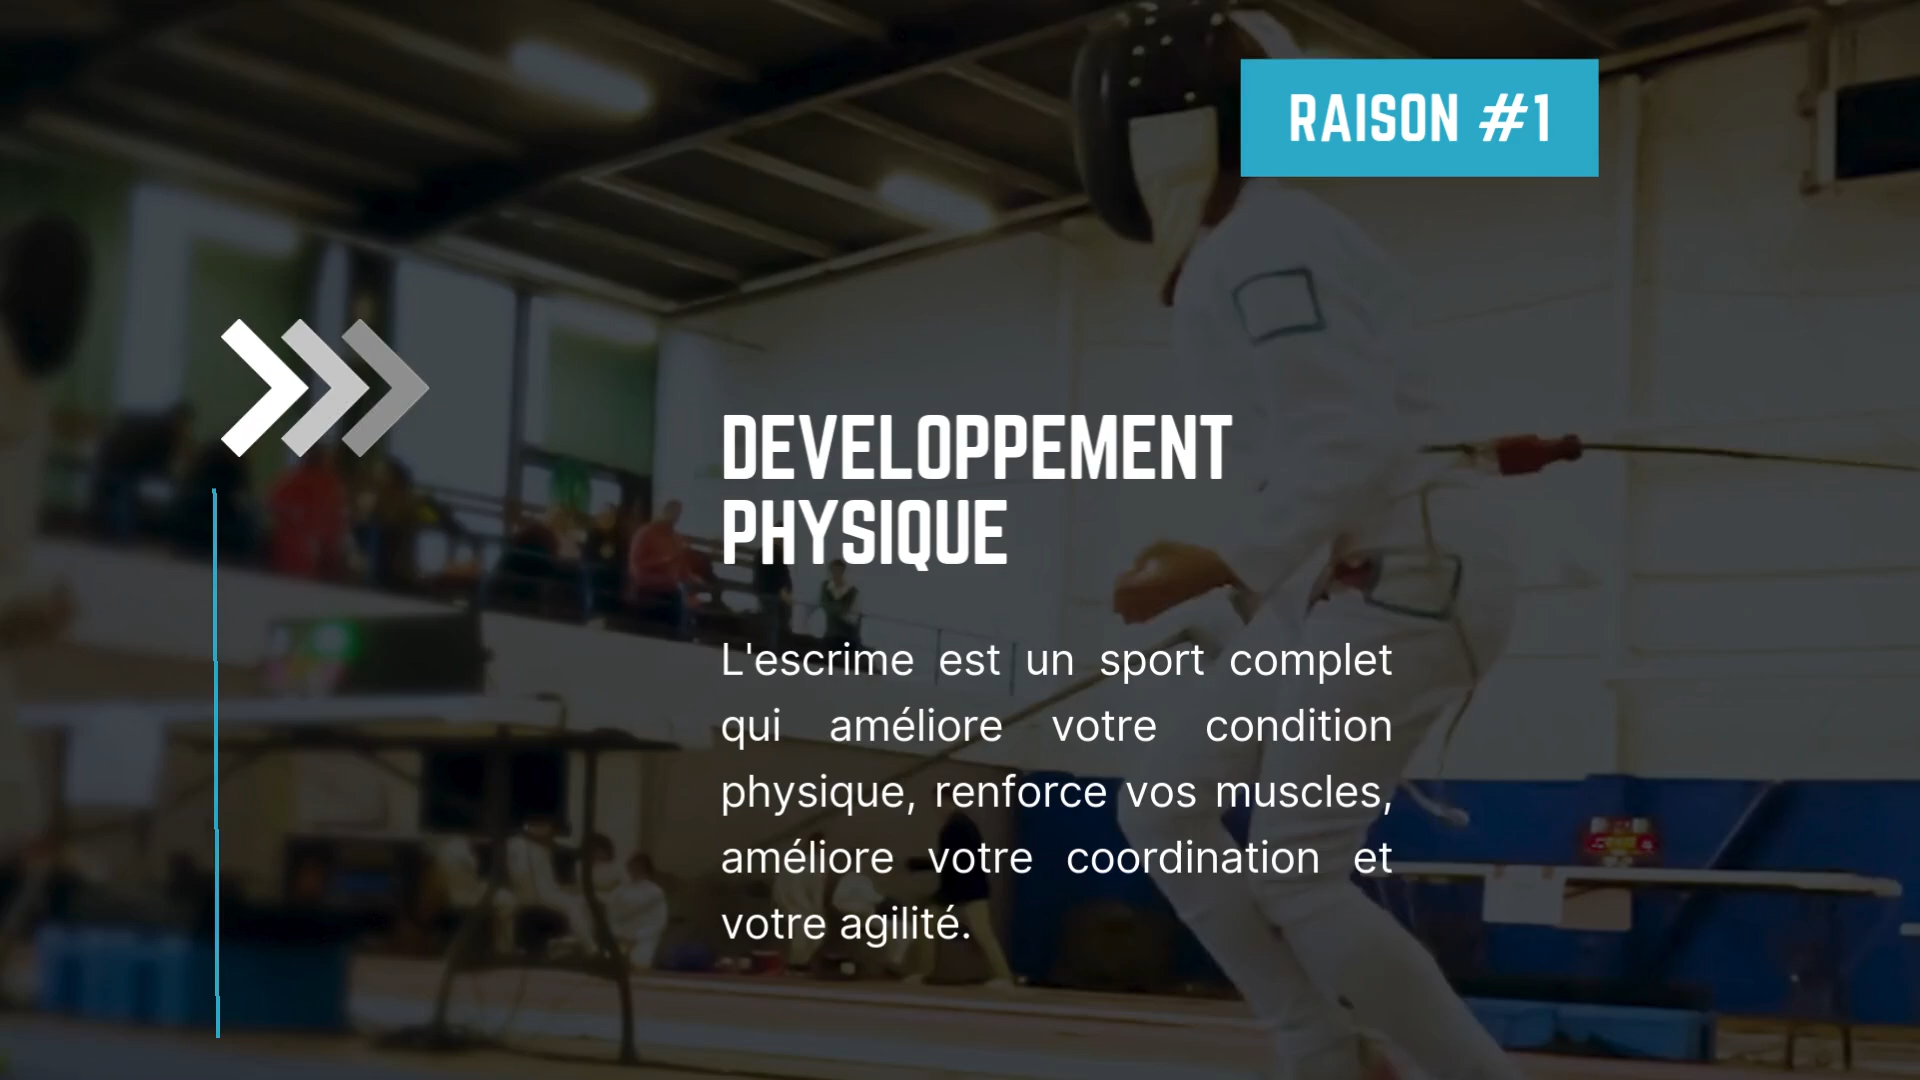 RAISON #1
DEVELOPPEMENT
PHYSIQUE
L'escrime est un sport complet
qui améliore votre condition
physique, renforce vos muscles,
améliore votre coordination et
votre agilité.